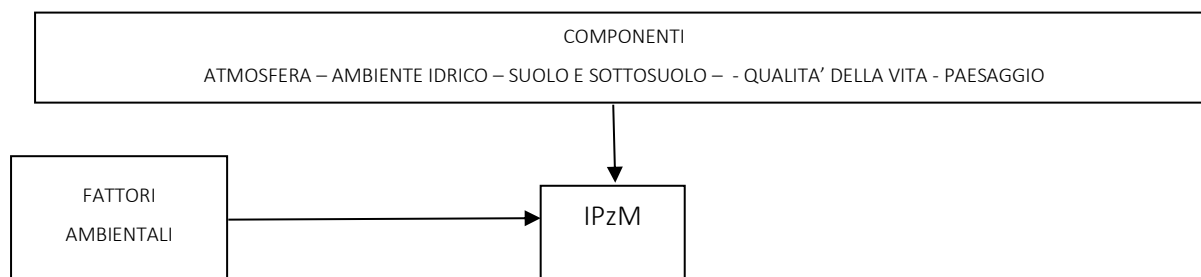 COMPONENTI
ATMOSFERA – AMBIENTE IDRICO – SUOLO E SOTTOSUOLO – - QUALITA’ DELLA VITA - PAESAGGIO
FATTORI
AMBIENTALI
IPzM